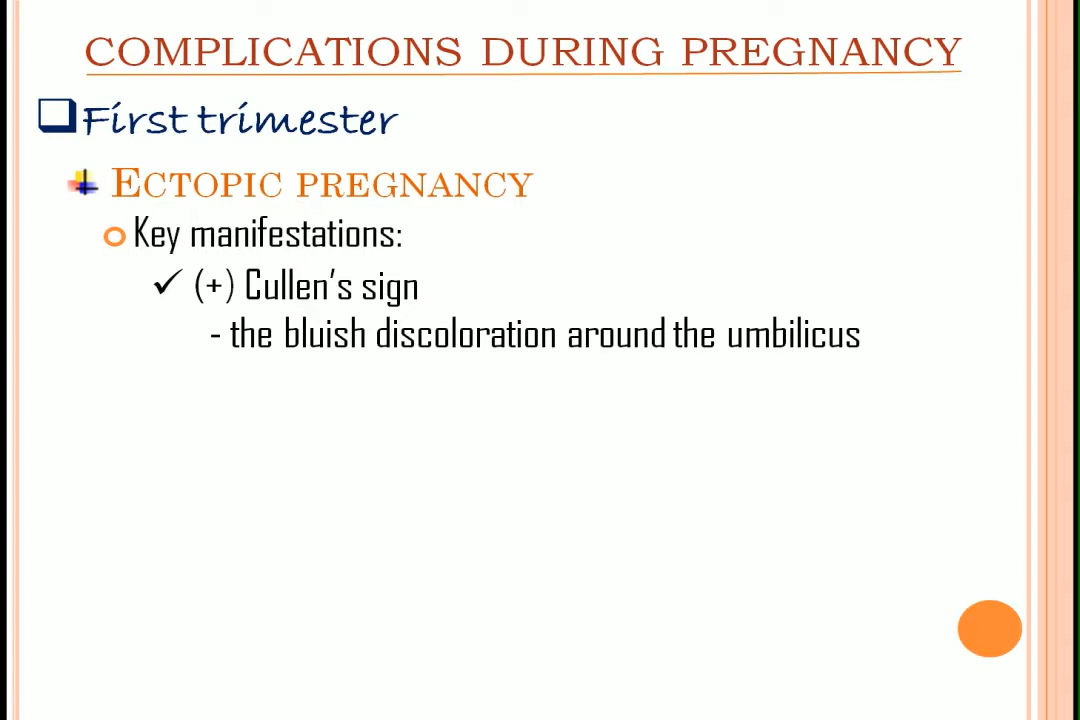 COMPLICATIONS DURING PREGNANCY
First trimester
ECTOPIC PREGNANCY
Key manifestations:
✓ (+) Cullen's sign
- the bluish discoloration around the umbilicus